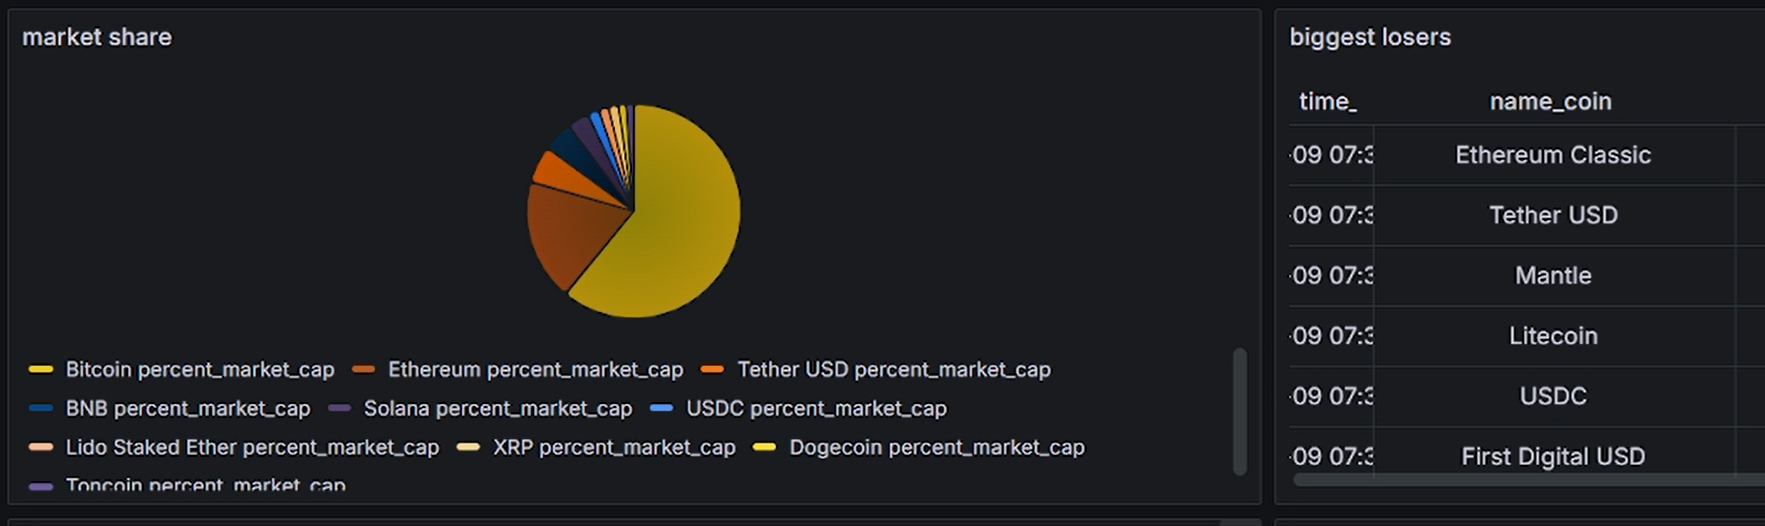 market share
Bitcoin percent_market_cap Ethereum percent_market_cap Tether USD percent_market_cap
BNB percent_market_cap Solana percent_market_cap USDC percent_market_cap
Lido Staked Ether percent_market_cap XRP percent_market_cap Dogecoin percent_market_cap
Toncoin percent_market_cap
biggest losers
time_ name_coin
-09 07:3 Ethereum Classic
-09 07:3 Tether USD
-09 07:3 Mantle
-09 07:3 Litecoin
-09 07:3 USDC
-09 07:3 First Digital USD